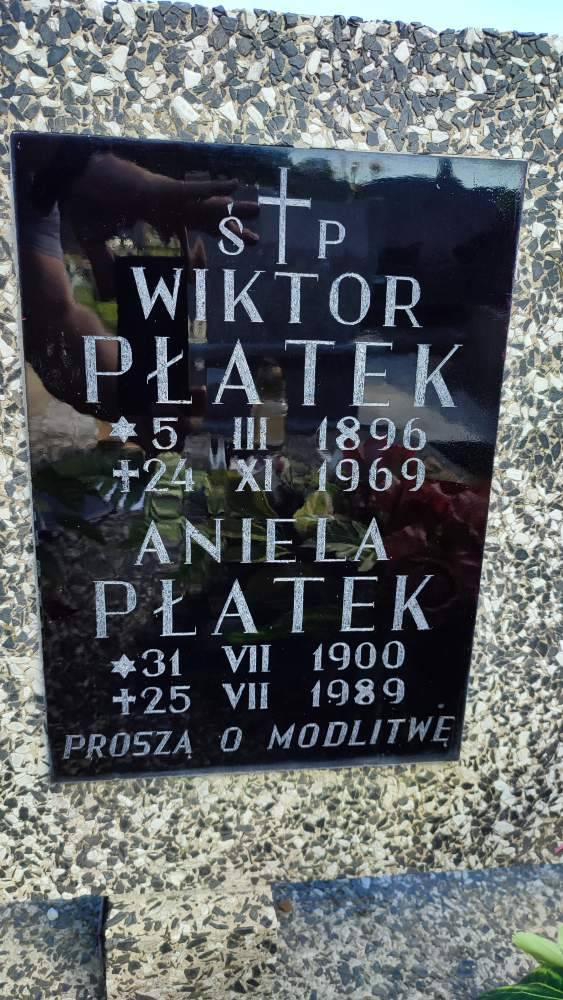 Ś P
WIKTOR
PŁATEK
5 III 1896
24 XI 1969
ANIELA
PŁATEK
31 VII 1900
25 VII 1989
PROSZĄ O MODLITWĘ